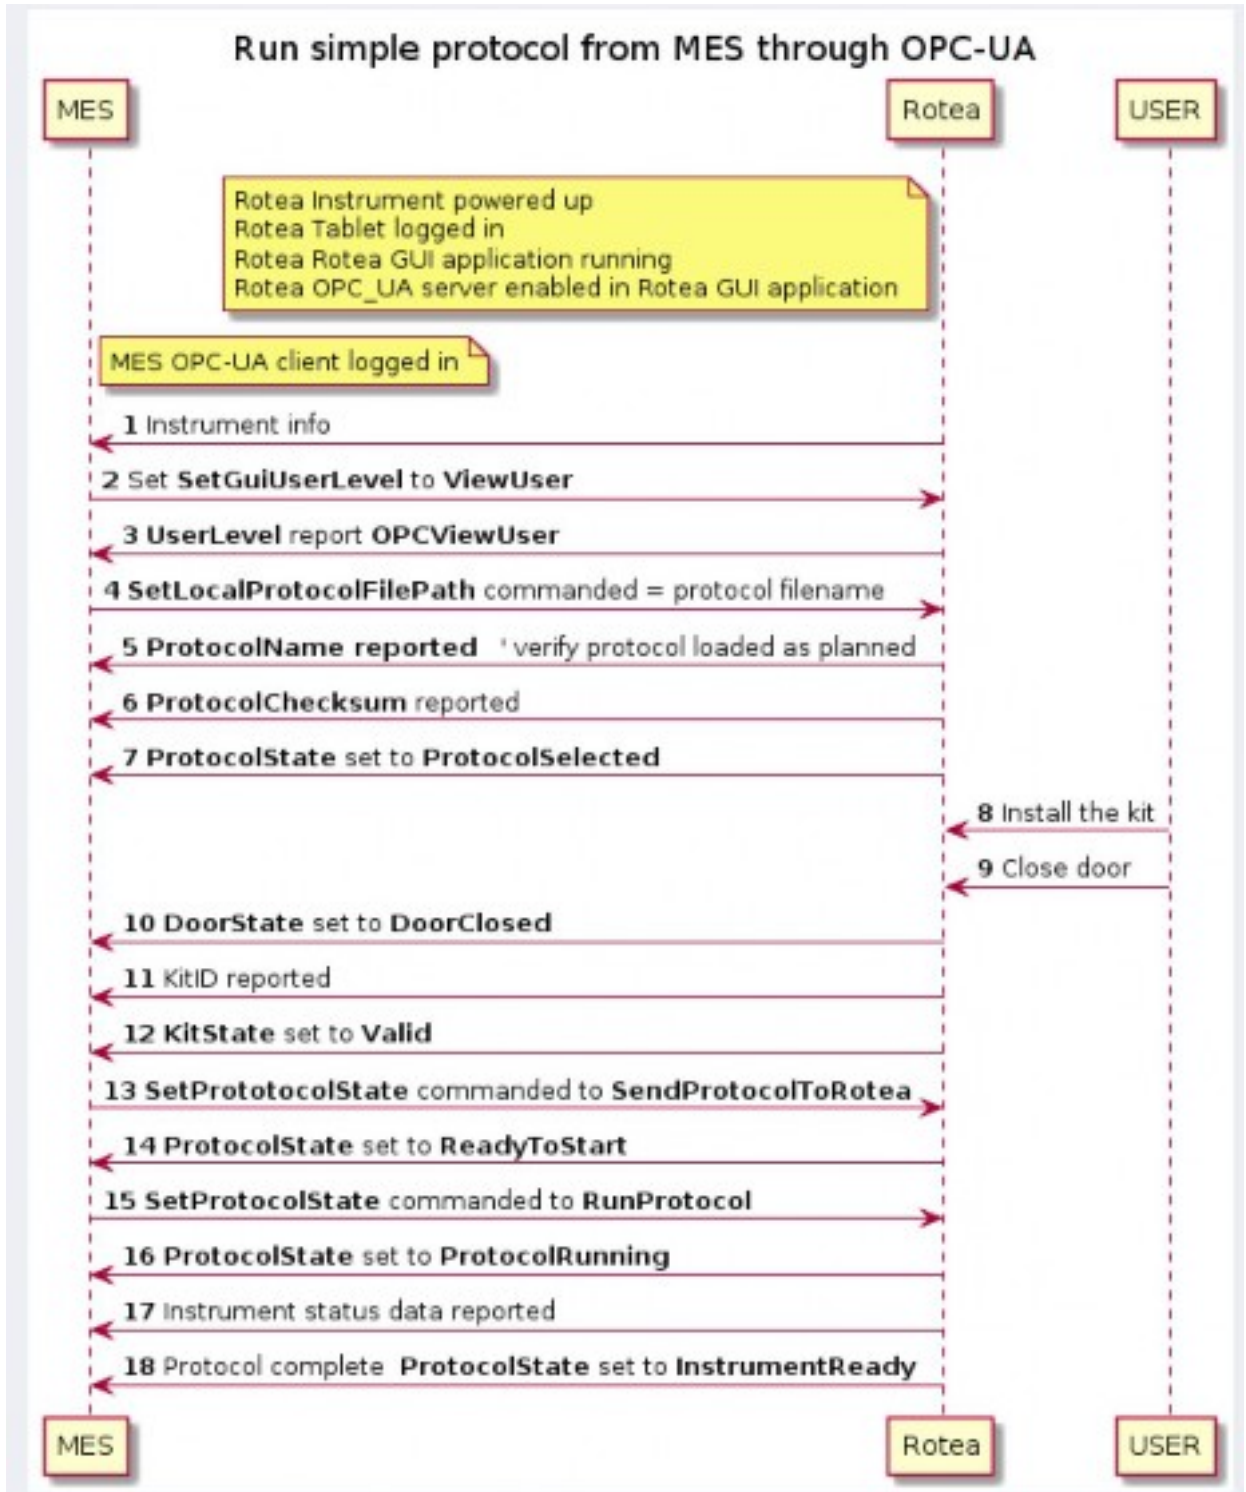 Run simple protocol from MES through OPC-UA
MES Rotea USER
Rotea Instrument powered up
Rotea Tablet logged in
Rotea Rotea GUI application running
Rotea OPC_UA server enabled in Rotea GUI application
MES OPC-UA client logged in
1 Instrument info
2 Set SetGuiUserLevel to ViewUser
3 UserLevel report OPCViewUser
4 SetLocalProtocolFilePath commanded = protocol filename
5 ProtocolName reported ' verify protocol loaded as planned
6 ProtocolChecksum reported
7 ProtocolState set to ProtocolSelected
8 Install the kit
9 Close door
10 DoorState set to DoorClosed
11 KitID reported
12 KitState set to Valid
13 SetPrototocolState commanded to SendProtocolToRotea
14 ProtocolState set to ReadyToStart
15 SetProtocolState commanded to RunProtocol
16 ProtocolState set to ProtocolRunning
17 Instrument status data reported
18 Protocol complete ProtocolState set to InstrumentReady
MES Rotea USER